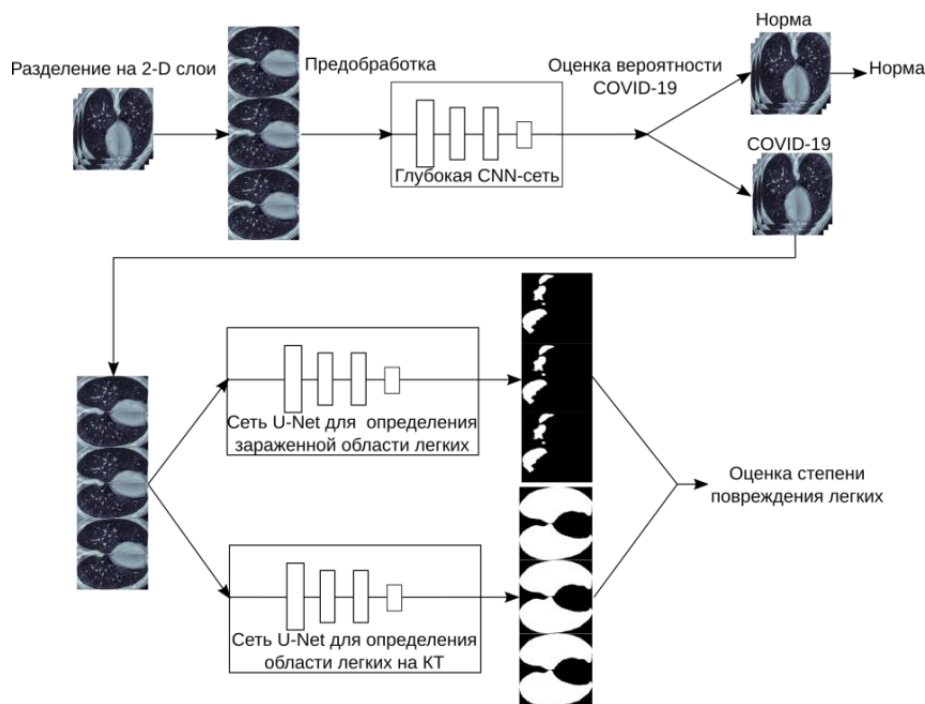 Разделение на 2-D слои
Предобработка
Глубокая CNN-сеть
Оценка вероятности
COVID-19
Норма
Норма
COVID-19
Сеть U-Net для определения
зараженной области легких
Сеть U-Net для определения
области легких на КТ
Оценка степени
повреждения легких